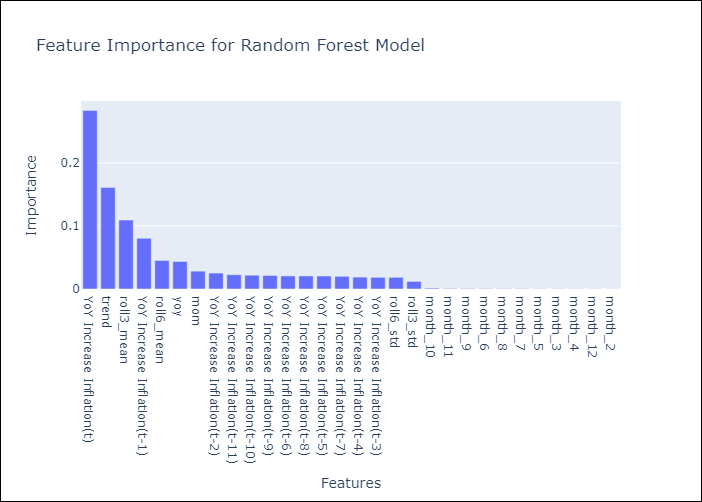 Feature Importance for Random Forest Model
Importance
0.2
0.1
0
YoY Increase Inflation(t)
trend
roll3_mean
YoY Increase Inflation(t-1)
roll6_mean
yoy
mom
YoY Increase Inflation(t-2)
YoY Increase Inflation(t-11)
YoY Increase Inflation(t-10)
YoY Increase Inflation(t-9)
YoY Increase Inflation(t-6)
YoY Increase Inflation(t-8)
YoY Increase Inflation(t-5)
YoY Increase Inflation(t-7)
YoY Increase Inflation(t-4)
YoY Increase Inflation(t-3)
roll6_std
roll3_std
month_10
month_11
month_9
month_6
month_8
month_7
month_5
month_3
month_4
month_12
month_2
Features